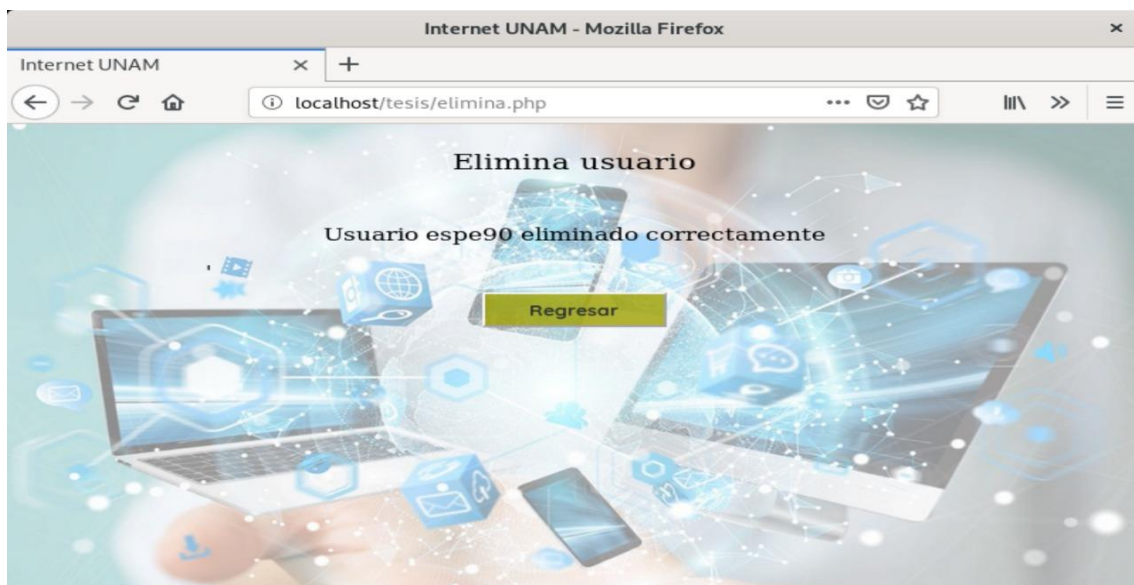 Internet UNAM - Mozilla Firefox
Internet UNAM
localhost/tesis/elimina.php
Elimina usuario
Usuario espe90 eliminado correctamente
'
Regresar